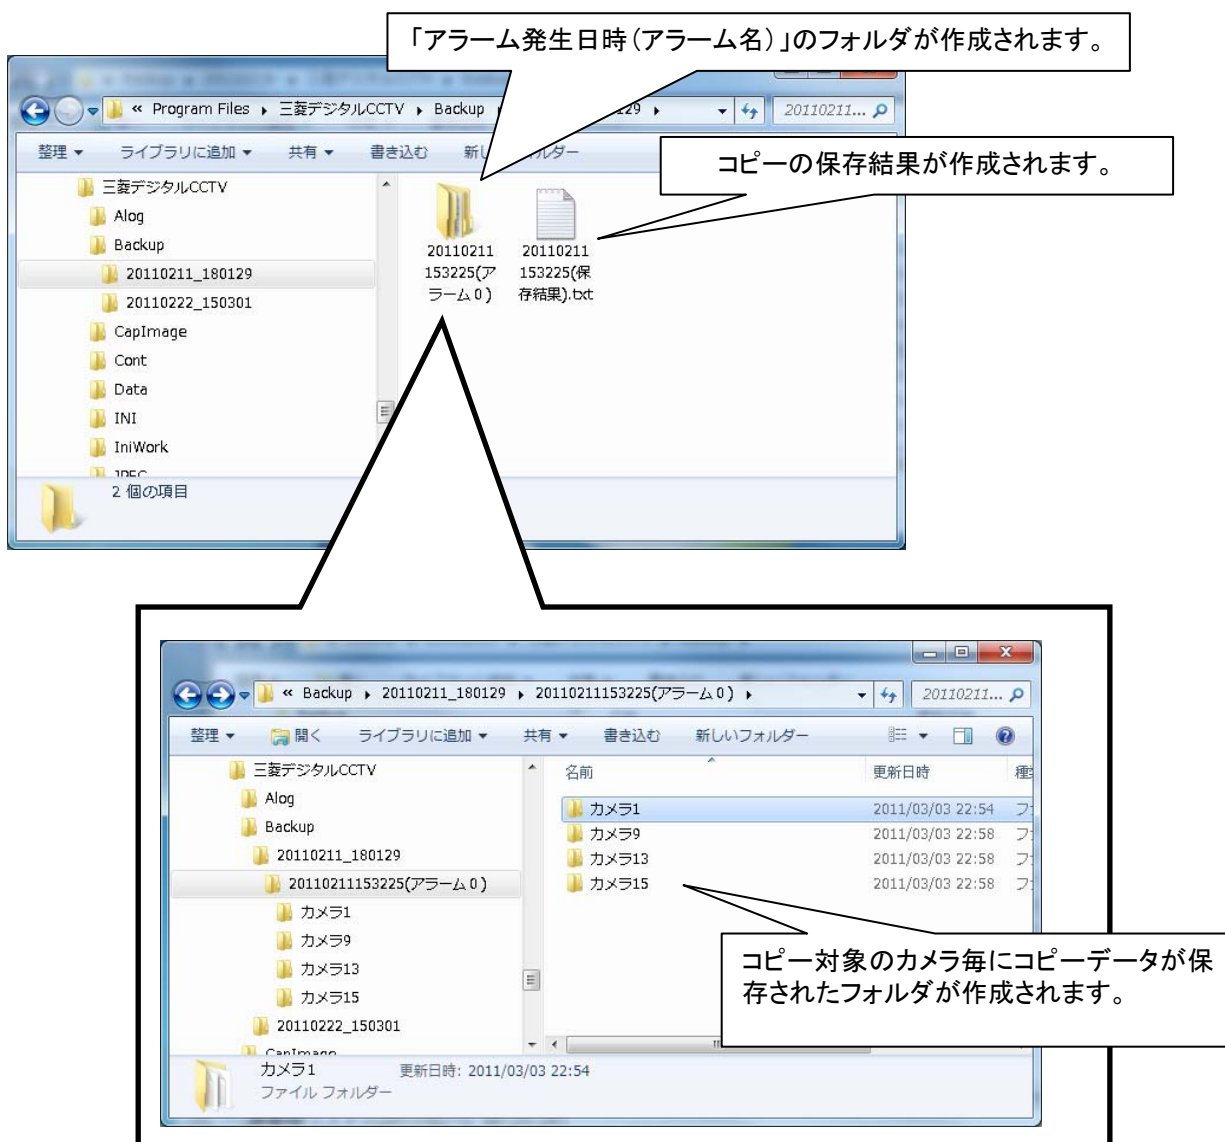 「アラーム発生日時(アラーム名)」のフォルダが作成されます。
« Program Files ▸ 三菱デジタルCCTV ▸ Backup
129 ▸
20110211...
整理 ▼ ライブラリに追加 ▼ 共有 ▼ 書き込む
コピーの保存結果が作成されます。
三菱デジタルCCTV
Alog
Backup
20110211_180129
20110222_150301
CapImage
Cont
Data
INI
IniWork
20110211
153225(ア
ラーム0)
20110211
153225(保
存結果).txt
2 個の項目
« Backup ▸ 20110211_180129 ▸ 20110211153225(アラーム0) ▸
20110211...
整理 ▼ 開く ライブラリに追加 ▼ 共有 ▼ 書き込む 新しいフォルダー
三菱デジタルCCTV
Alog
Backup
20110211_180129
20110211153225(アラーム0)
カメラ1
カメラ9
カメラ13
カメラ15
20110222_150301
CapImage
名前 更新日時
カメラ1 2011/03/03 22:54
カメラ9 2011/03/03 22:58
カメラ13 2011/03/03 22:58
カメラ15 2011/03/03 22:58
コピー対象のカメラ毎にコピーデータが保
存されたフォルダが作成されます。
カメラ1 更新日時: 2011/03/03 22:54
ファイル フォルダー